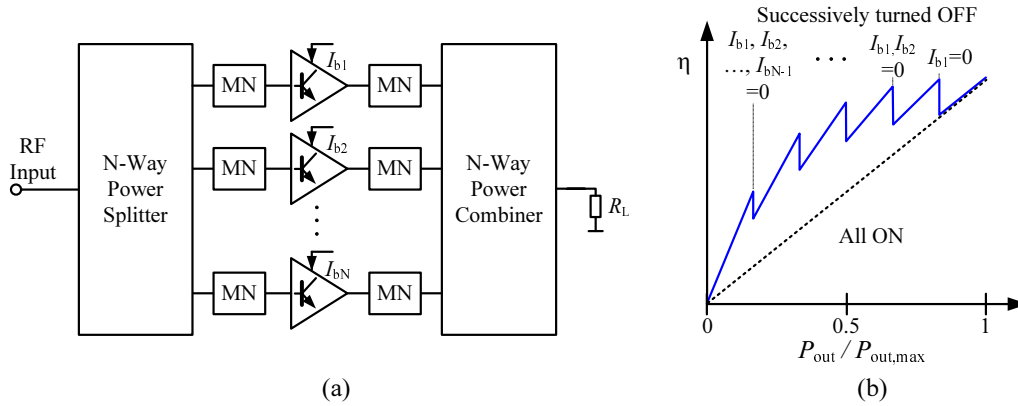 RF
Input
N-Way
Power
Splitter
MN
I_b1
MN
MN
I_b2
MN
⋮
MN
I_bN
MN
N-Way
Power
Combiner
R_L
(a)
Successively turned OFF
η
I_b1, I_b2,
…, I_bN-1
=0
• • •
I_b1,I_b2
=0
I_b1=0
All ON
0
0.5
1
P_out / P_out,max
(b)